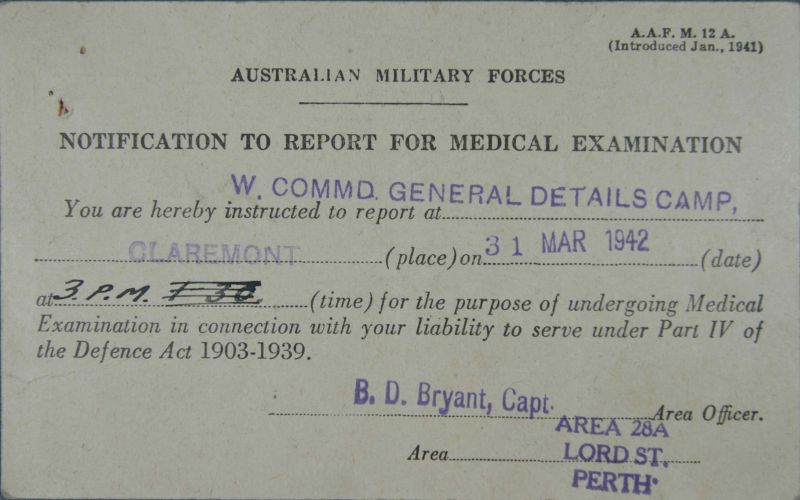 A.A.F. M. 12 A.
(Introduced Jan., 1941)
AUSTRALIAN MILITARY FORCES
NOTIFICATION TO REPORT FOR MEDICAL EXAMINATION
W. COMMD. GENERAL DETAILS CAMP,
You are hereby instructed to report at
CLAREMONT (place) on 31 MAR 1942 (date)
at 3.P.M. 7 30. (time) for the purpose of undergoing Medical
Examination in connection with your liability to serve under Part IV of
the Defence Act 1903-1939.
B. D. Bryant, Capt. Area Officer.
AREA 28A
Area LORD ST.
PERTH.